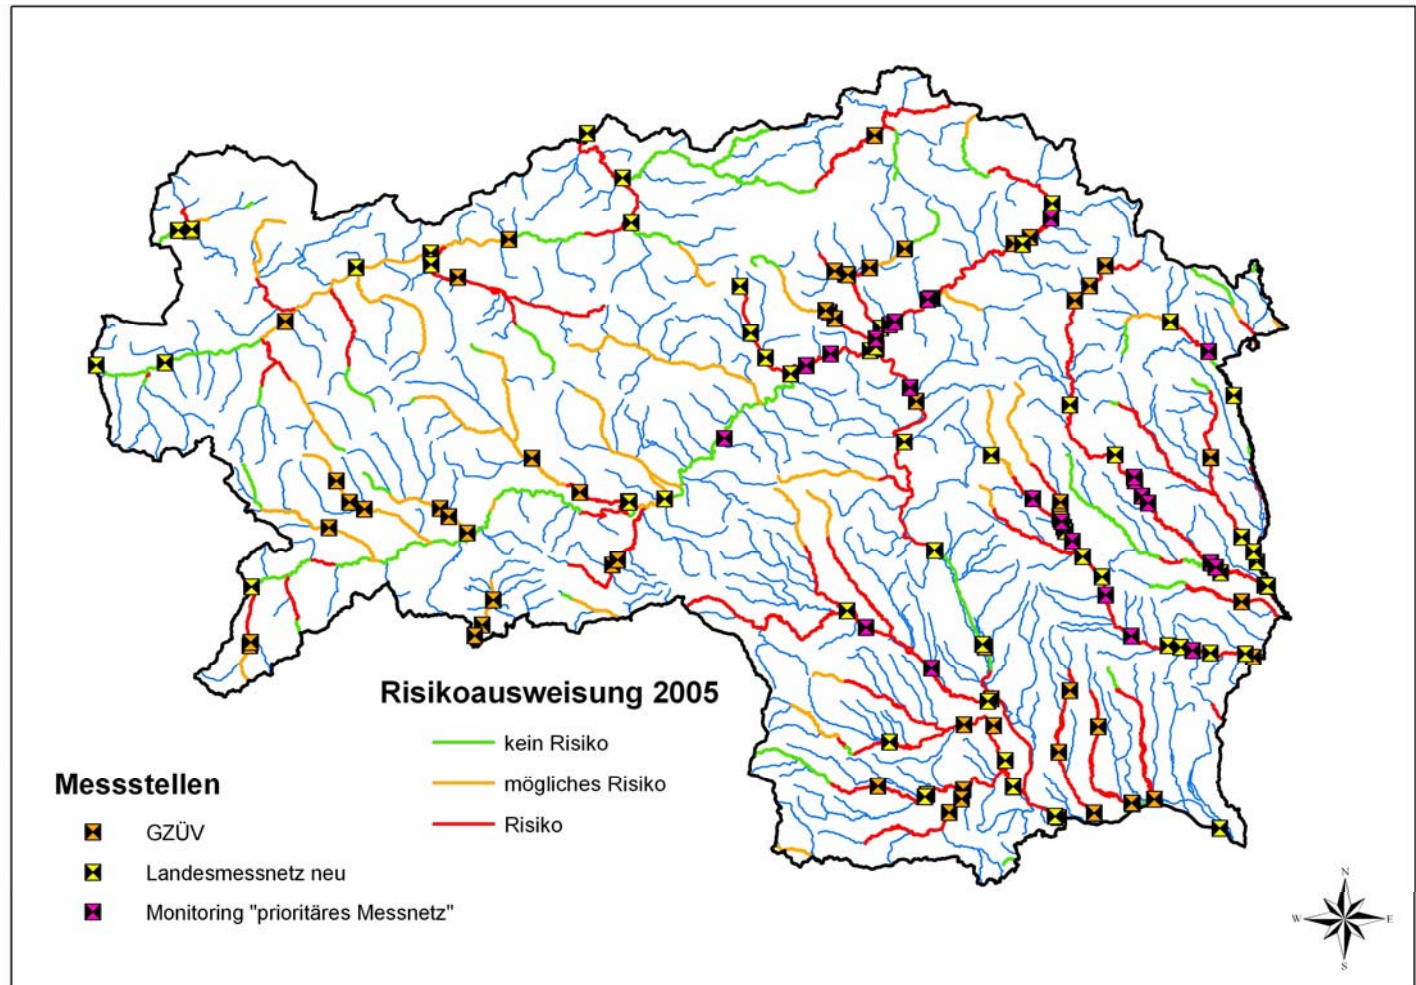 Risikoausweisung 2005
kein Risiko
mögliches Risiko
Risiko
Messstellen
GZÜV
Landesmessnetz neu
Monitoring "prioritäres Messnetz"
N
W
E
S